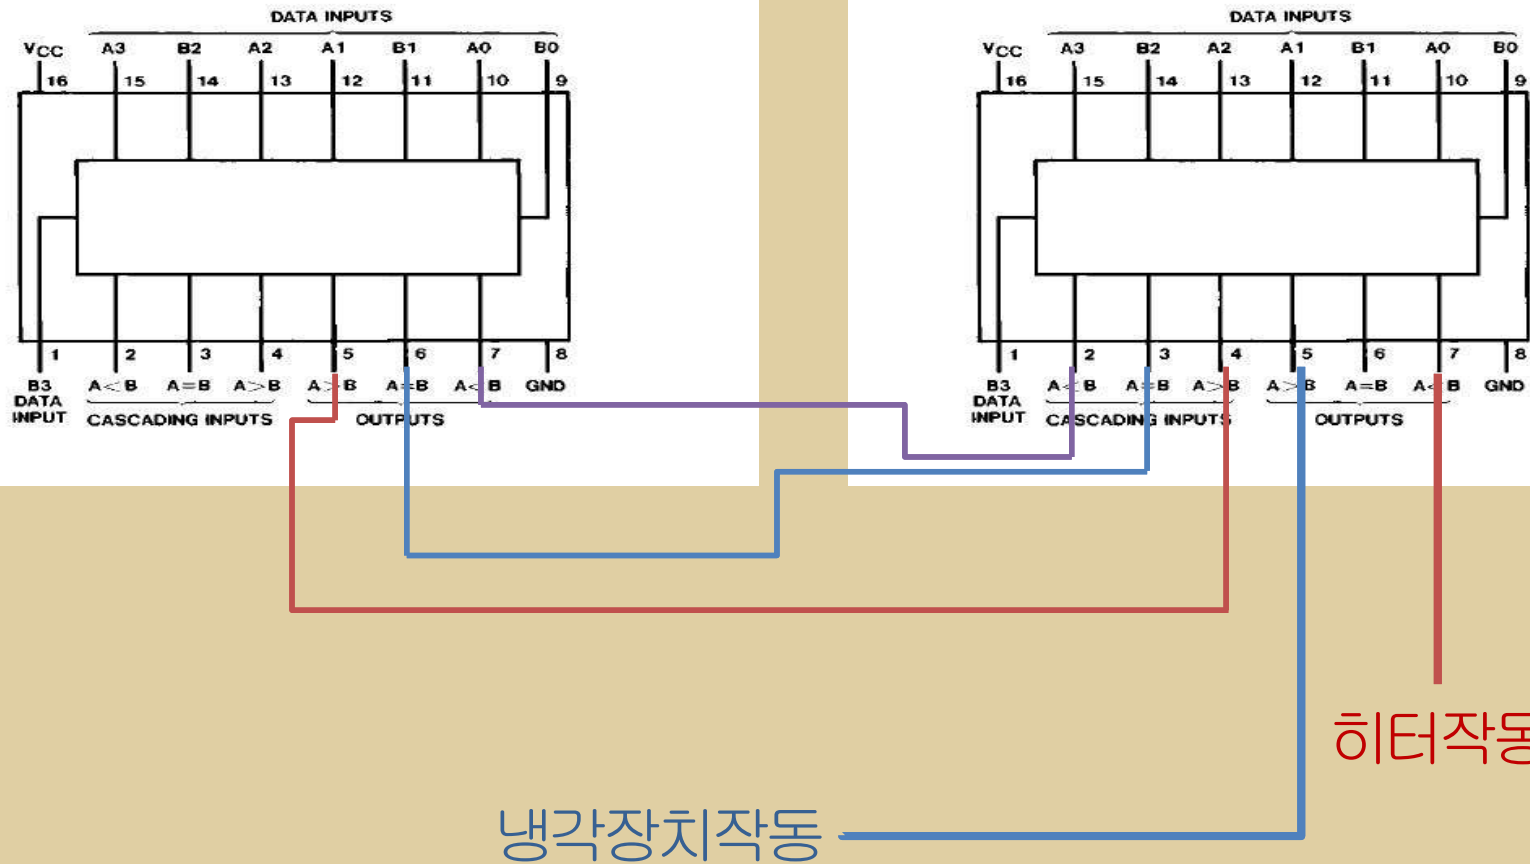 DATA INPUTS
VCC A3 B2 A2 A1 B1 A0 B0
16 15 14 13 12 11 10 9
1 2 3 4 5 6 7 8
B3 A<B A=B A>B A>B A=B A<B GND
DATA
INPUT CASCADING INPUTS OUTPUTS
DATA INPUTS
VCC A3 B2 A2 A1 B1 A0 B0
16 15 14 13 12 11 10 9
1 2 3 4 5 6 7 8
B3 A<B A=B A>B A>B A=B A<B GND
DATA
INPUT CASCADING INPUTS OUTPUTS
히터작동
냉각장치작동